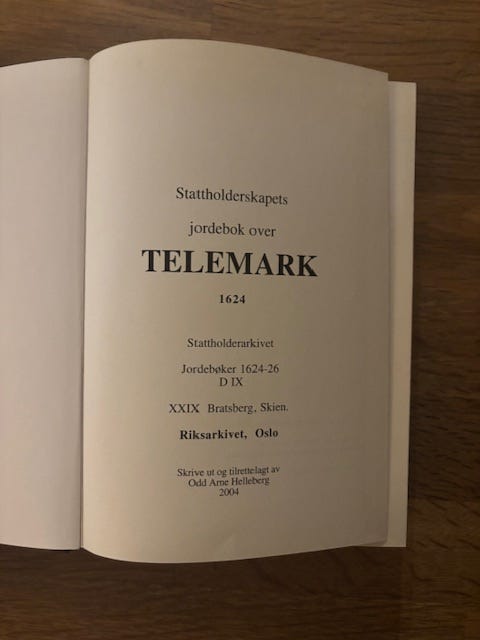 Stattholderskapets
jordebok over
TELEMARK
1624
Stattholderarkivet
Jordebøker 1624-26
D IX
XXIX Bratsberg, Skien.
Riksarkivet, Oslo
Skrive ut og tilrettelagt av
Odd Arne Helleberg
2004